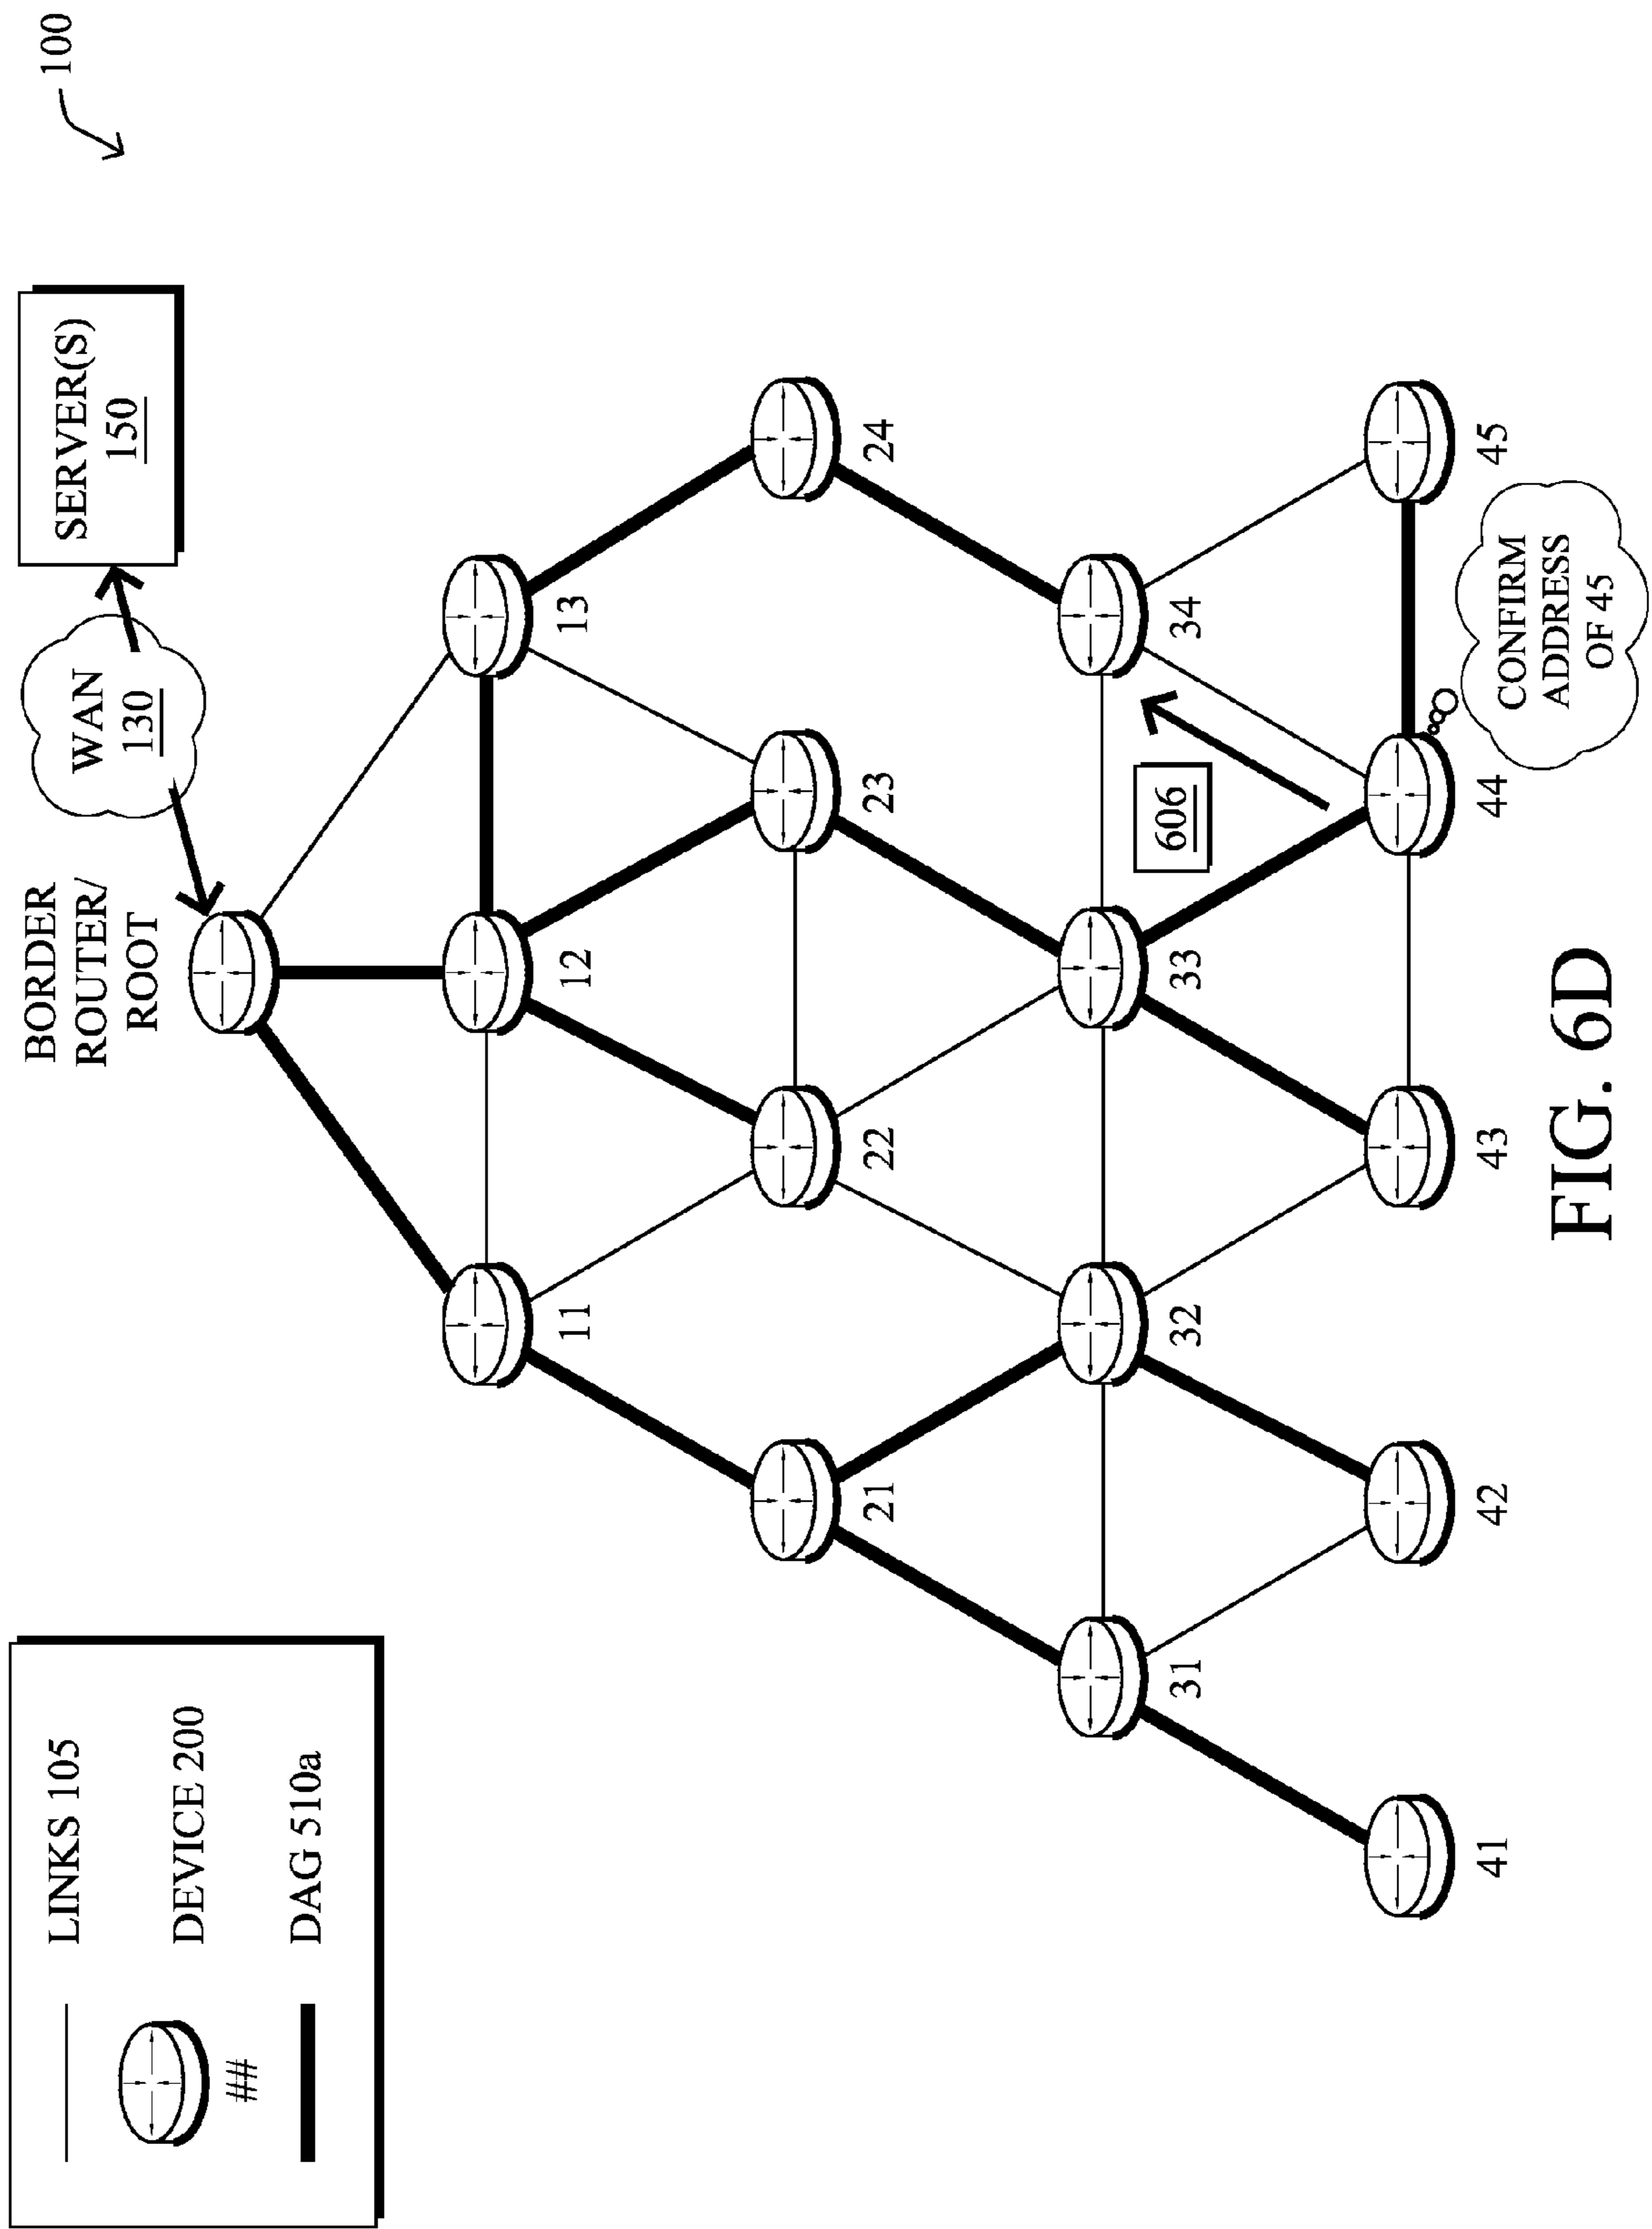 LINKS 105
DEVICE 200
##
DAG 510a
BORDER
ROUTER/
ROOT
WAN
130
SERVER(S)
150
100
11
12
13
21
22
23
24
31
32
33
34
606
41
42
43
44
45
CONFIRM
ADDRESS
OF 45
FIG. 6D